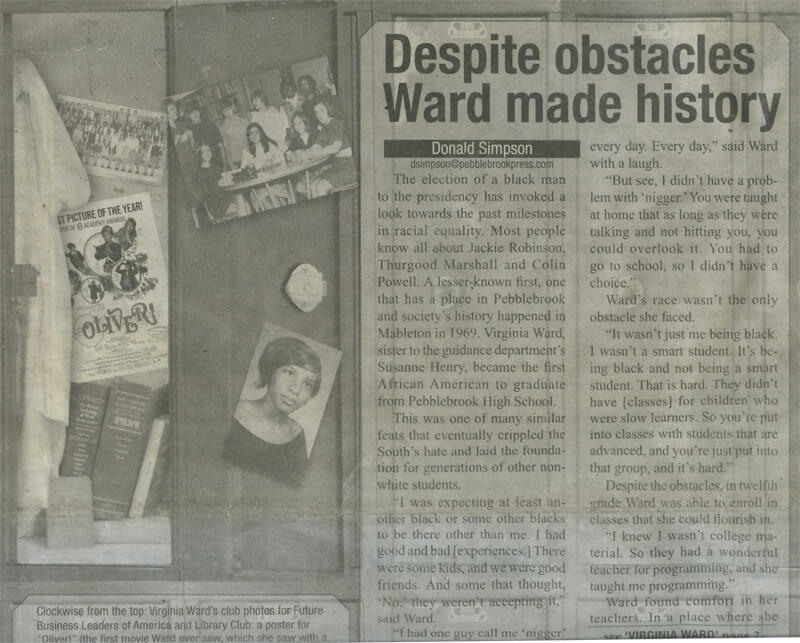 Despite obstacles
Ward made history
Donald Simpson
dsimpson@pebblebrookpress.com
The election of a black man
to the presidency has invoked a
look towards the past milestones
in racial equality. Most people
know all about Jackie Robinson,
Thurgood Marshall and Colin
Powell. A lesser-known first, one
that has a place in Pebblebrook
and society's history happened in
Mableton in 1969. Virginia Ward,
sister to the guidance department's
Susanne Henry, became the first
African American to graduate
from Pebblebrook High School.
This was one of many similar
feats that eventually crippled the
South's hate and laid the founda-
tion for generations of other non-
white students.
"I was expecting at least an-
other black or some other blacks
to be there other than me. I had
good and bad [experiences.] There
were some kids, and we were good
friends. And some that thought,
'No,' they weren't accepting it,"
said Ward.
"I had one guy call me 'nigger'
every day. Every day," said Ward
with a laugh.
"But see, I didn't have a prob-
lem with 'nigger.' You were taught
at home that as long as they were
talking and not hitting you, you
could overlook it. You had to
go to school, so I didn't have a
choice."
Ward's race wasn't the only
obstacle she faced.
"It wasn't just me being black.
I wasn't a smart student. It's be-
ing black and not being a smart
student. That is hard. They didn't
have [classes] for children who
were slow learners. So you're put
into classes with students that are
advanced, and you're just put into
that group, and it's hard."
Despite the obstacles, in twelfth
grade Ward was able to enroll in
classes that she could flourish in.
"I knew I wasn't college ma-
terial. So they had a wonderful
teacher for programming, and she
taught me programming."
Ward found comfort in her
teachers. In a place where she
see 'VIRGINIA WARD' page
ST PICTURE OF THE YEAR!
OF 6 ACADEMY AWARDS
OLIVER!
Clockwise from the top: Virginia Ward's club photos for Future
Business Leaders of America and Library Club: a poster for
"Oliver!" (the first movie Ward ever saw, which she saw with a